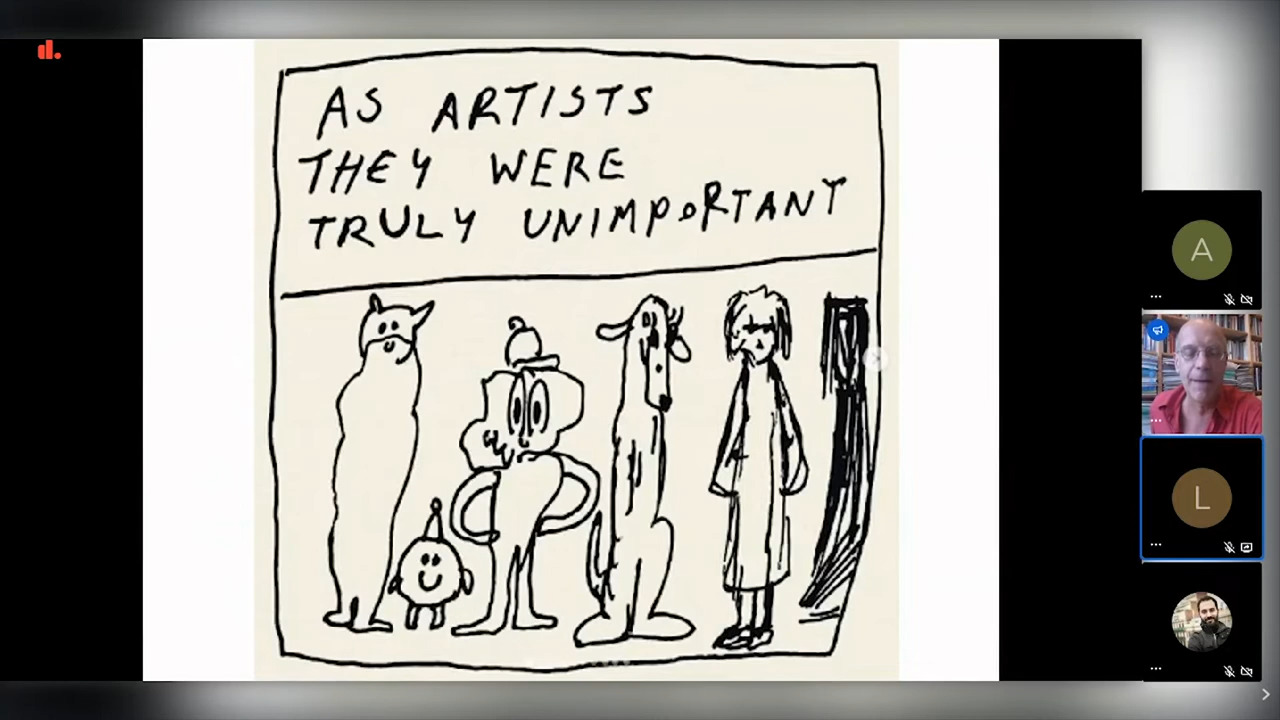 d.
AS ARTISTS
THEY WERE
TRULY UNIMPORTANT
A
L